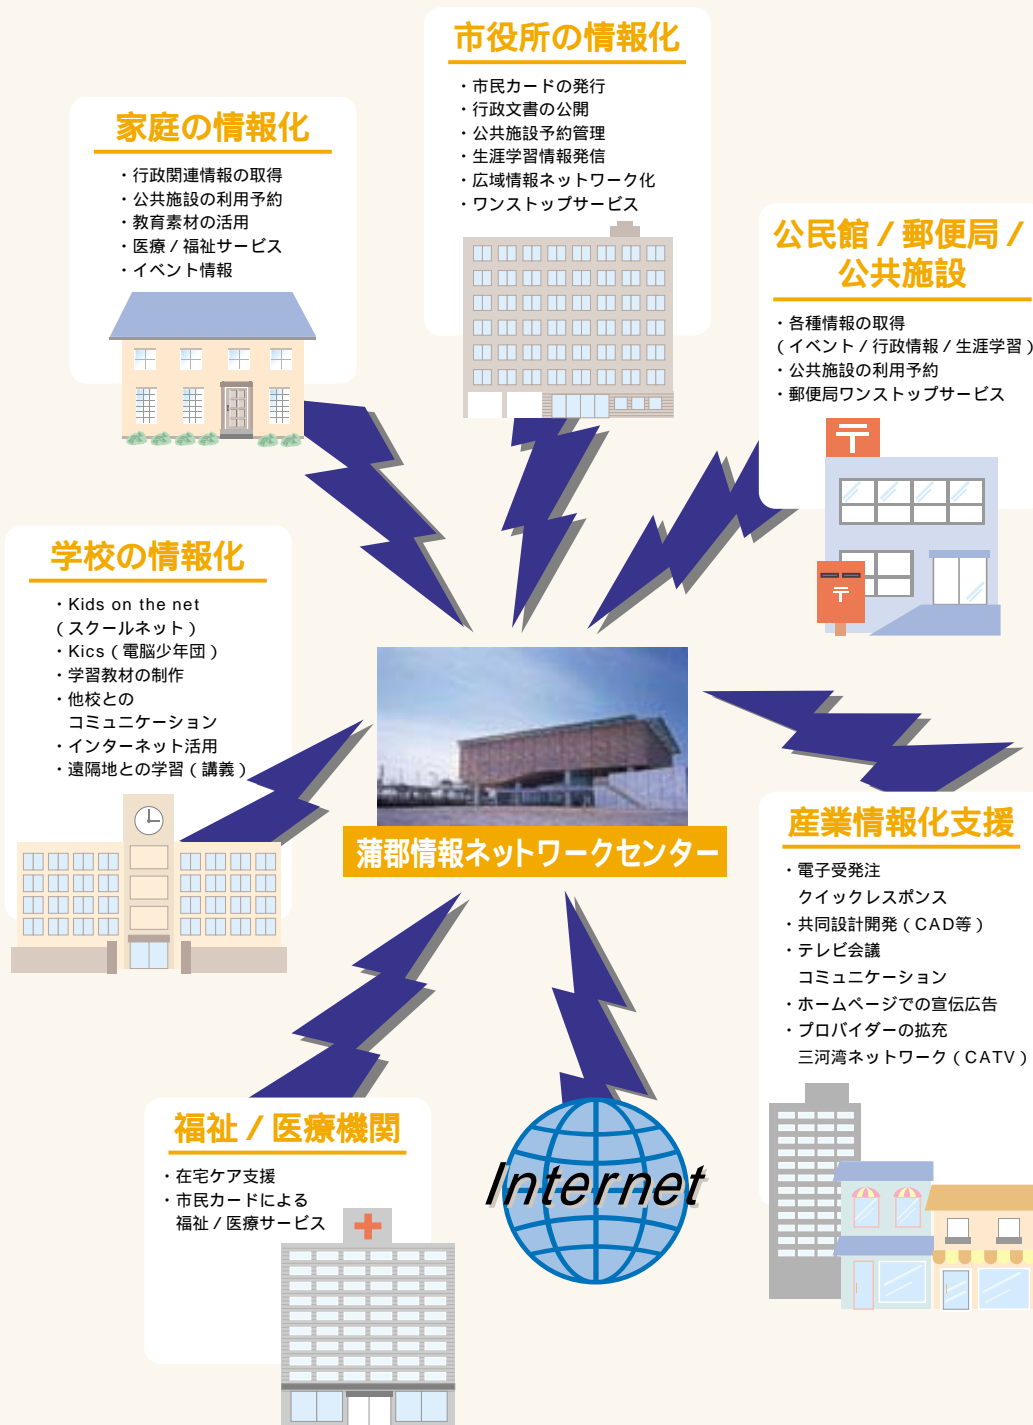 市役所の情報化
・市民カードの発行
・行政文書の公開
・公共施設予約管理
・生涯学習情報発信
・広域情報ネットワーク化
・ワンストップサービス
家庭の情報化
・行政関連情報の取得
・公共施設の利用予約
・教育素材の活用
・医療/福祉サービス
・イベント情報
公民館/郵便局/
公共施設
・各種情報の取得
(イベント/行政情報/生涯学習)
・公共施設の利用予約
・郵便局ワンストップサービス
〒
〒
学校の情報化
・Kids on the net
(スクールネット)
・Kics(電脳少年団)
・学習教材の制作
・他校との
コミュニケーション
・インターネット活用
・遠隔地との学習(講義)
蒲郡情報ネットワークセンター
産業情報化支援
・電子受発注
クイックレスポンス
・共同設計開発(CAD等)
・テレビ会議
コミュニケーション
・ホームページでの宣伝広告
・プロバイダーの拡充
三河湾ネットワーク(CATV)
福祉/医療機関
・在宅ケア支援
・市民カードによる
福祉/医療サービス
Internet